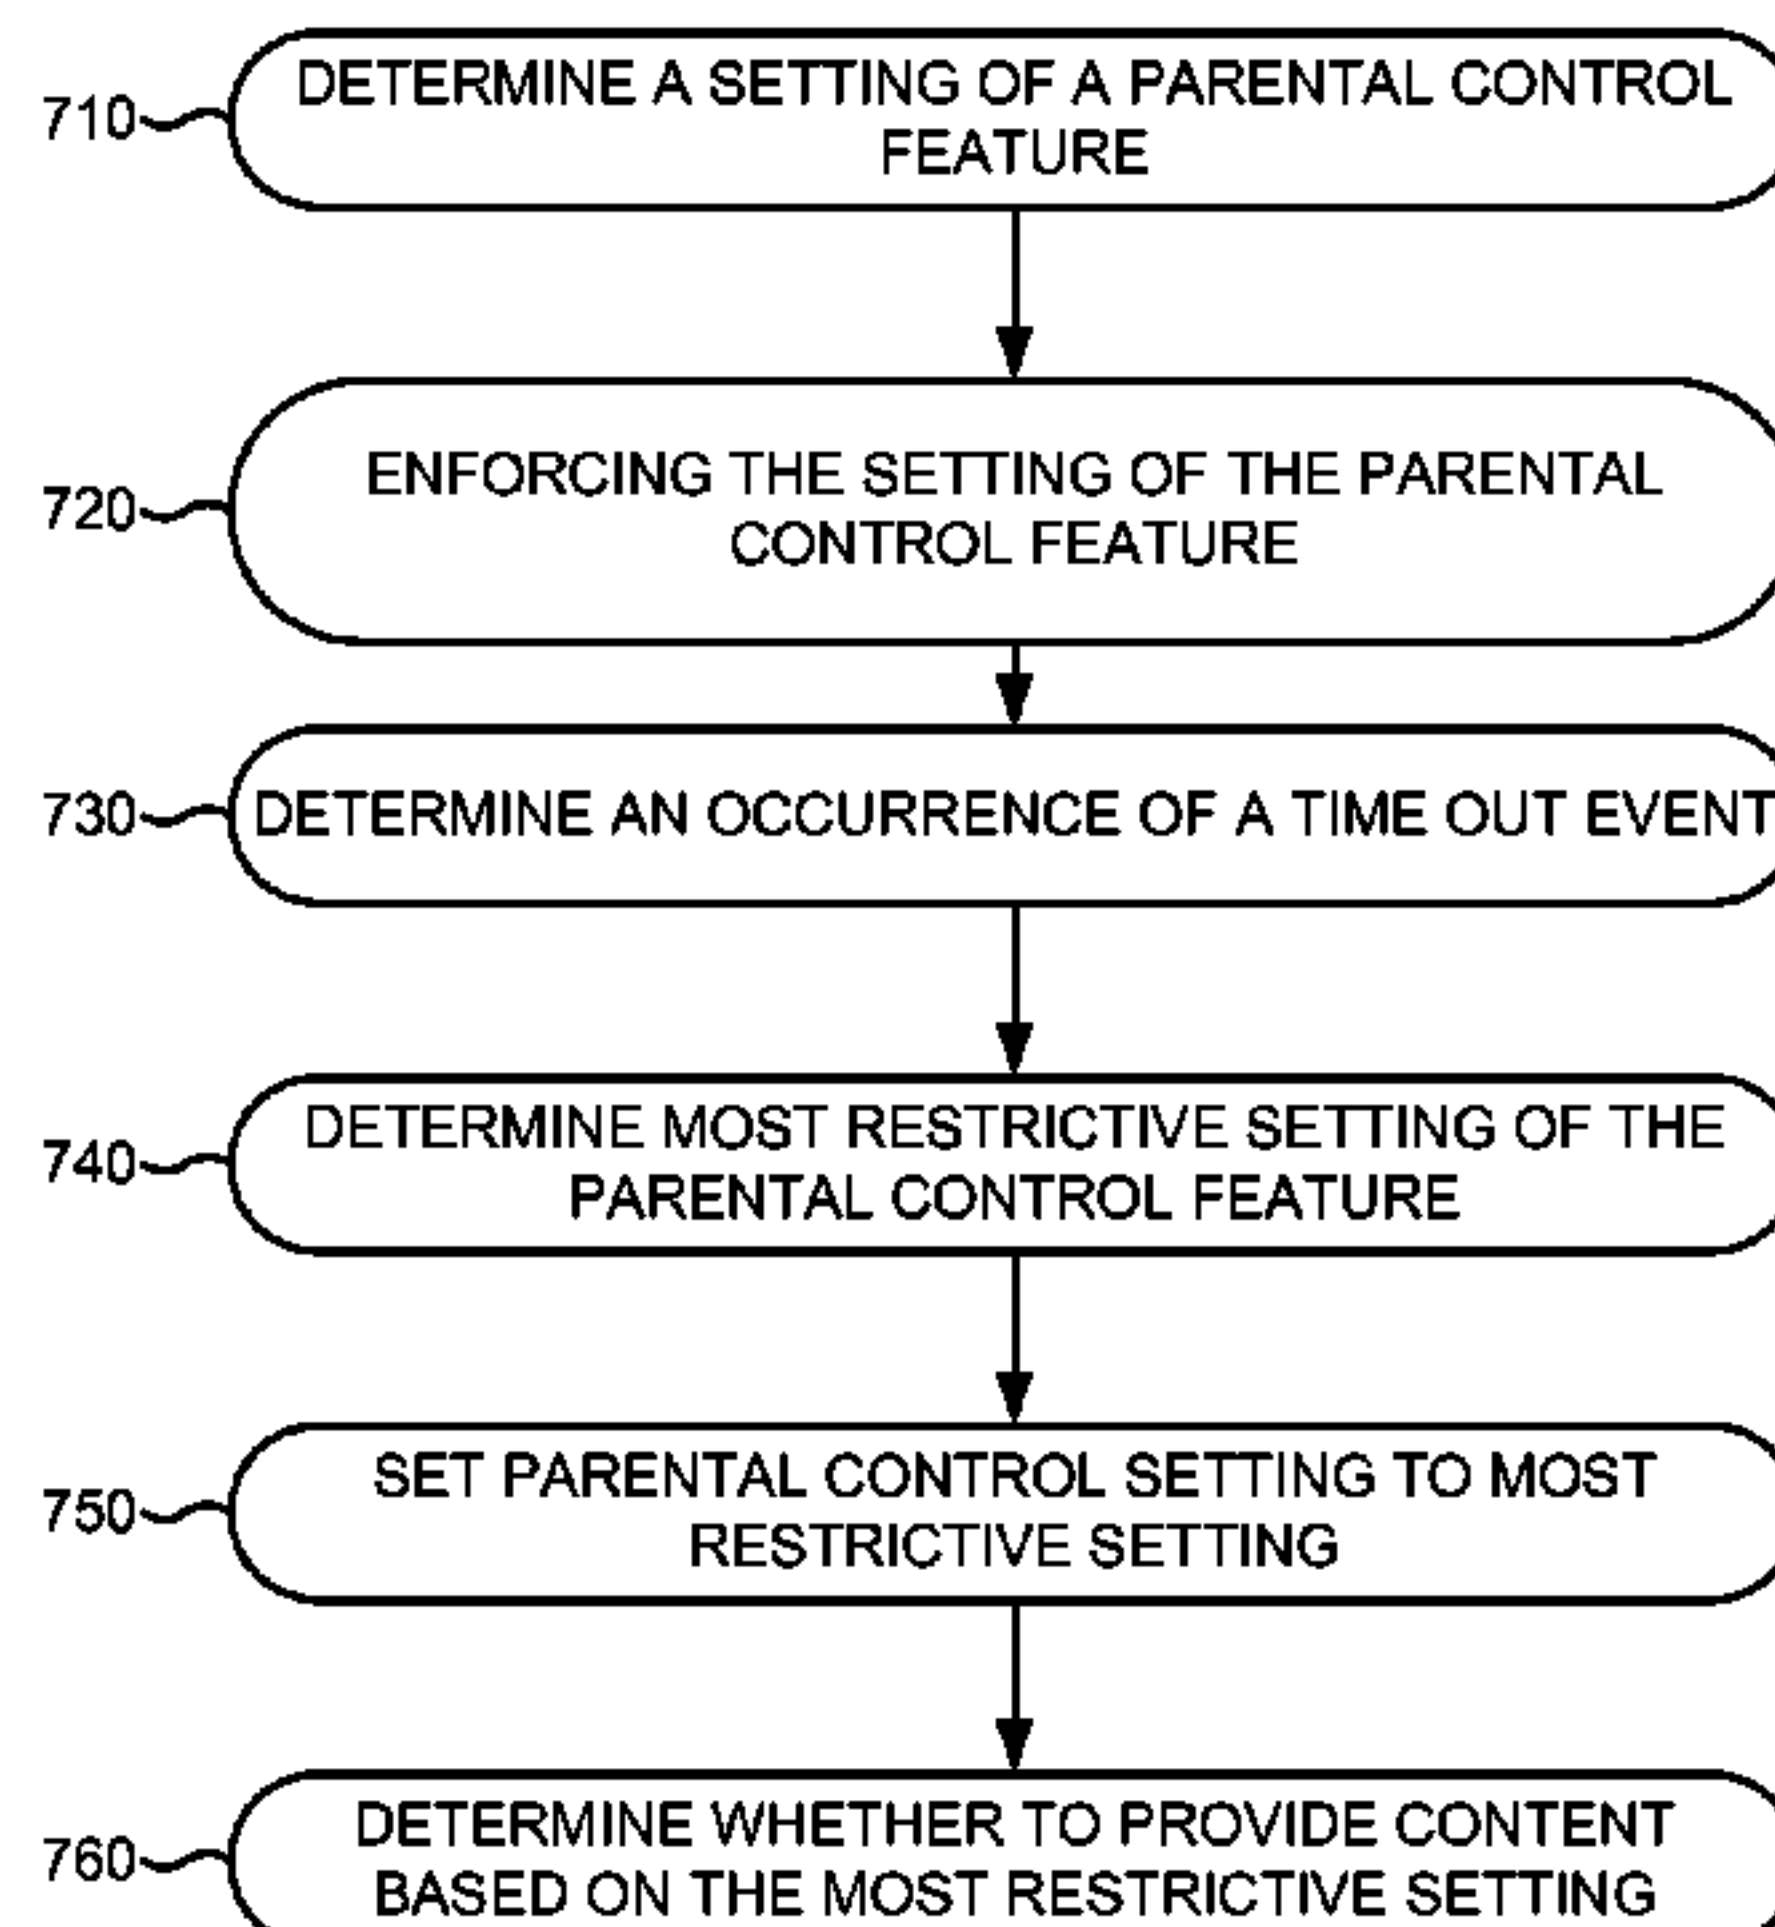 DETERMINE A SETTING OF A PARENTAL CONTROL
FEATURE
710
ENFORCING THE SETTING OF THE PARENTAL
CONTROL FEATURE
720
730
DETERMINE AN OCCURRENCE OF A TIME OUT EVENT
DETERMINE MOST RESTRICTIVE SETTING OF THE
PARENTAL CONTROL FEATURE
740
SET PARENTAL CONTROL SETTING TO MOST
RESTRICTIVE SETTING
750
DETERMINE WHETHER TO PROVIDE CONTENT
BASED ON THE MOST RESTRICTIVE SETTING
760